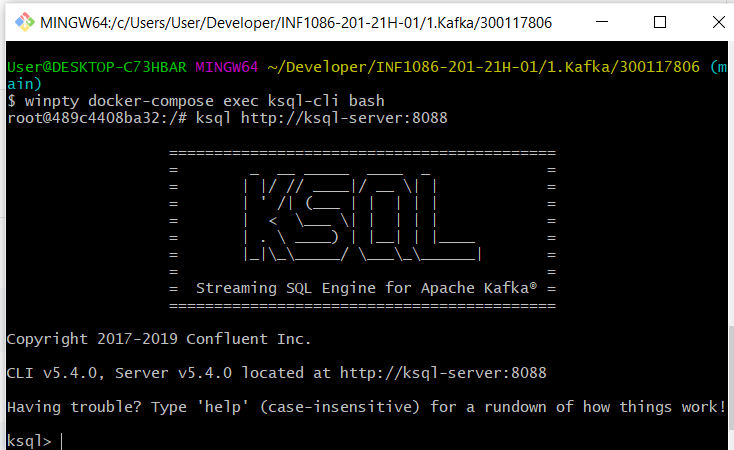 MINGW64:/c/Users/User/Developer/INF1086-201-21H-01/1.Kafka/300117806
User@DESKTOP-C73HBAR MINGW64 ~/Developer/INF1086-201-21H-01/1.Kafka/300117806 (m
ain)
$ winpty docker-compose exec ksql-cli bash
root@489c4408ba32:/# ksql http://ksql-server:8088
===========================================
=        _  __ _____  ____  _             =
=       | |/ // ____|/ __ \| |            =
=       | ' /| (___ | |  | | |            =
=       |  <  \___ \| |  | | |            =
=       | . \ ____) | |__| | |____        =
=       |_|\_\_____/ \___\_\______|       =
=                                         =
=  Streaming SQL Engine for Apache Kafka® =
===========================================
Copyright 2017-2019 Confluent Inc.
CLI v5.4.0, Server v5.4.0 located at http://ksql-server:8088
Having trouble? Type 'help' (case-insensitive) for a rundown of how things work!
ksql>